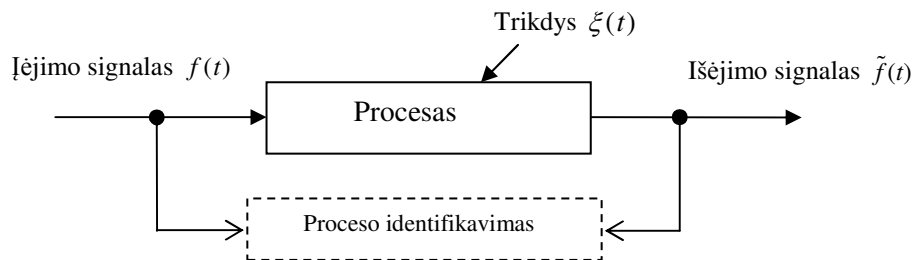 Trikdys ξ(t)
Įėjimo signalas f(t)
Išėjimo signalas f̃(t)
Procesas
Proceso identifikavimas